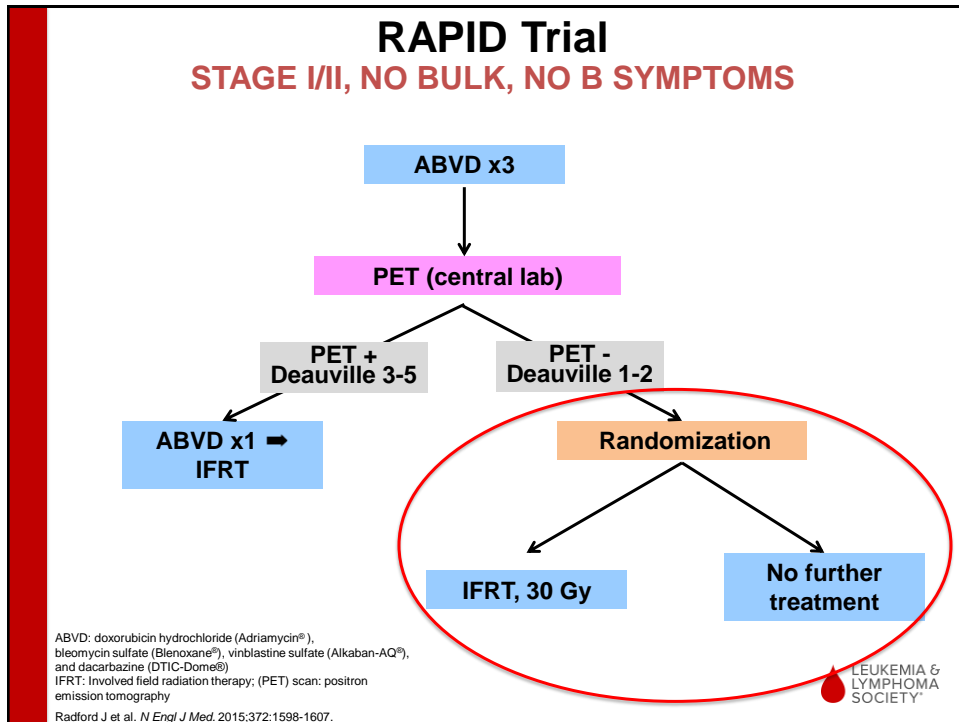 RAPID Trial
STAGE I/II, NO BULK, NO B SYMPTOMS
ABVD x3
PET (central lab)
PET +
Deauville 3-5
PET -
Deauville 1-2
ABVD x1 ➡
IFRT
Randomization
IFRT, 30 Gy
No further
treatment
ABVD: doxorubicin hydrochloride (Adriamycin®),
bleomycin sulfate (Blenoxane®), vinblastine sulfate (Alkaban-AQ®),
and dacarbazine (DTIC-Dome®)
IFRT: Involved field radiation therapy; (PET) scan: positron
emission tomography
Radford J et al. N Engl J Med. 2015;372:1598-1607.
LEUKEMIA &
LYMPHOMA
SOCIETY®